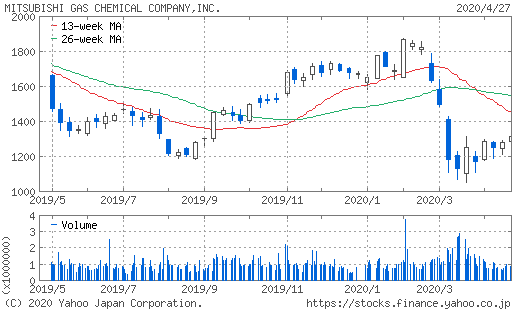 MITSUBISHI GAS CHEMICAL COMPANY,INC. 2020/4/27
2000
13-week MA
26-week MA
1800
1600
1400
1200
1000
2019/5 2019/7 2019/9 2019/11 2020/1 2020/3
4
Volume
3
2
1
0
(x1000000)
2019/5 2019/7 2019/9 2019/11 2020/1 2020/3
(C) 2020 Yahoo Japan Corporation. https://stocks.finance.yahoo.co.jp